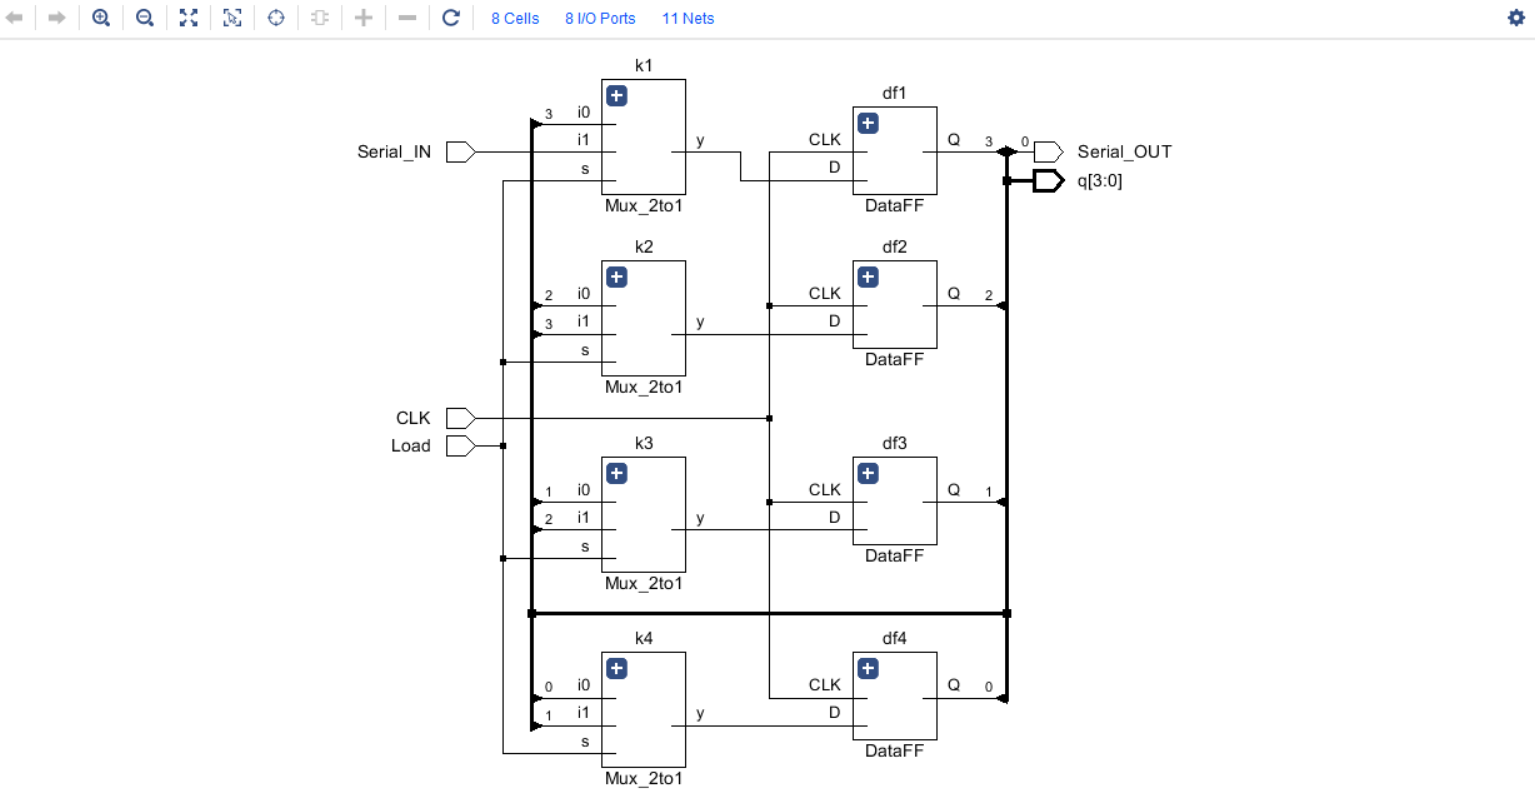 8 Cells 8 I/O Ports 11 Nets
k1
df1
3 i0
Serial_IN i1 y CLK Q 3 0 Serial_OUT
s D q[3:0]
Mux_2to1 DataFF
k2 df2
2 i0 CLK Q 2
3 i1 y D
s
Mux_2to1 DataFF
CLK
Load k3 df3
1 i0 CLK Q 1
2 i1 y D
s
Mux_2to1 DataFF
k4 df4
0 i0 CLK Q 0
1 i1 y D
s
Mux_2to1 DataFF